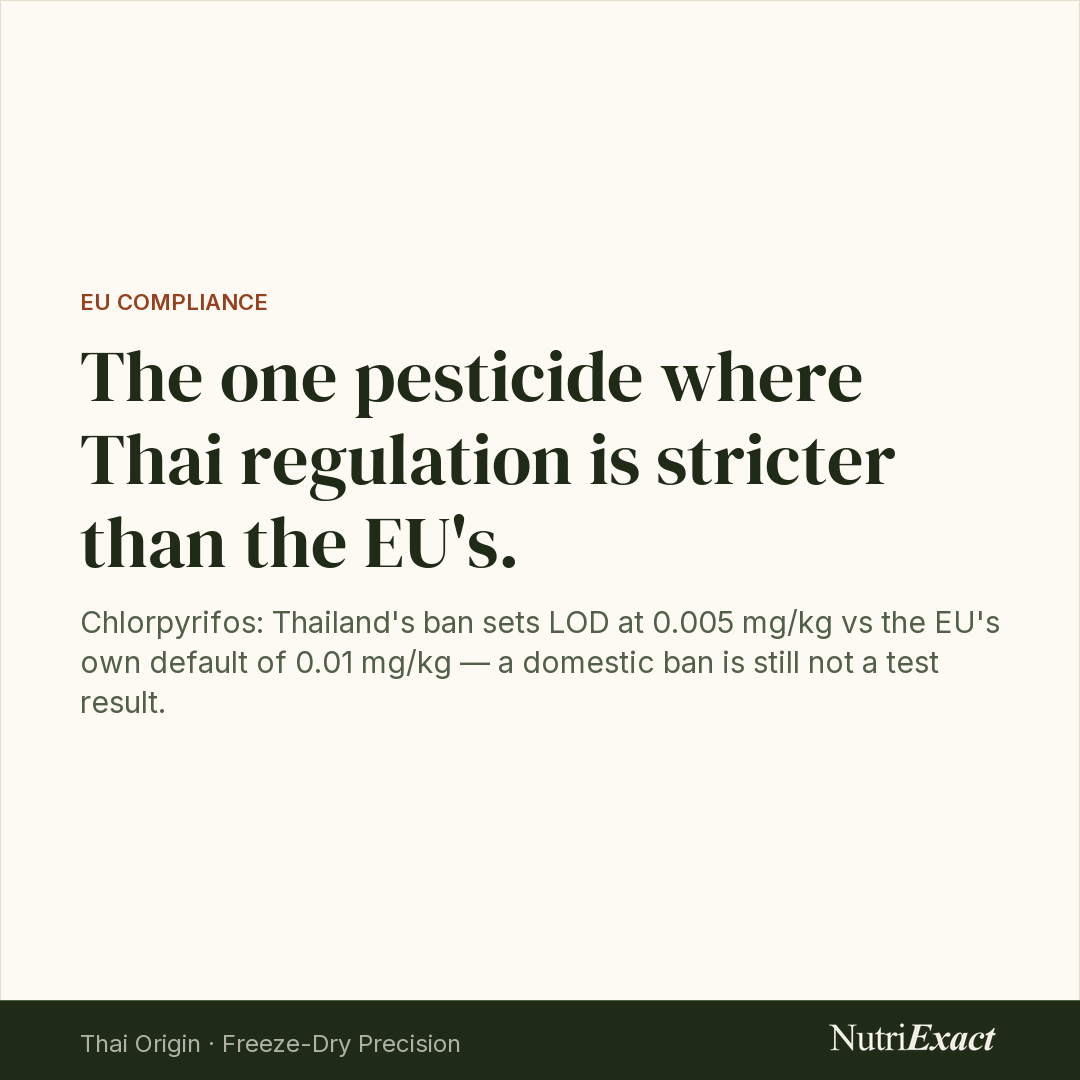 EU COMPLIANCE
The one pesticide where
Thai regulation is stricter
than the EU's.
Chlorpyrifos: Thailand's ban sets LOD at 0.005 mg/kg vs the EU's
own default of 0.01 mg/kg — a domestic ban is still not a test
result.
Thai Origin · Freeze-Dry Precision
NutriExact